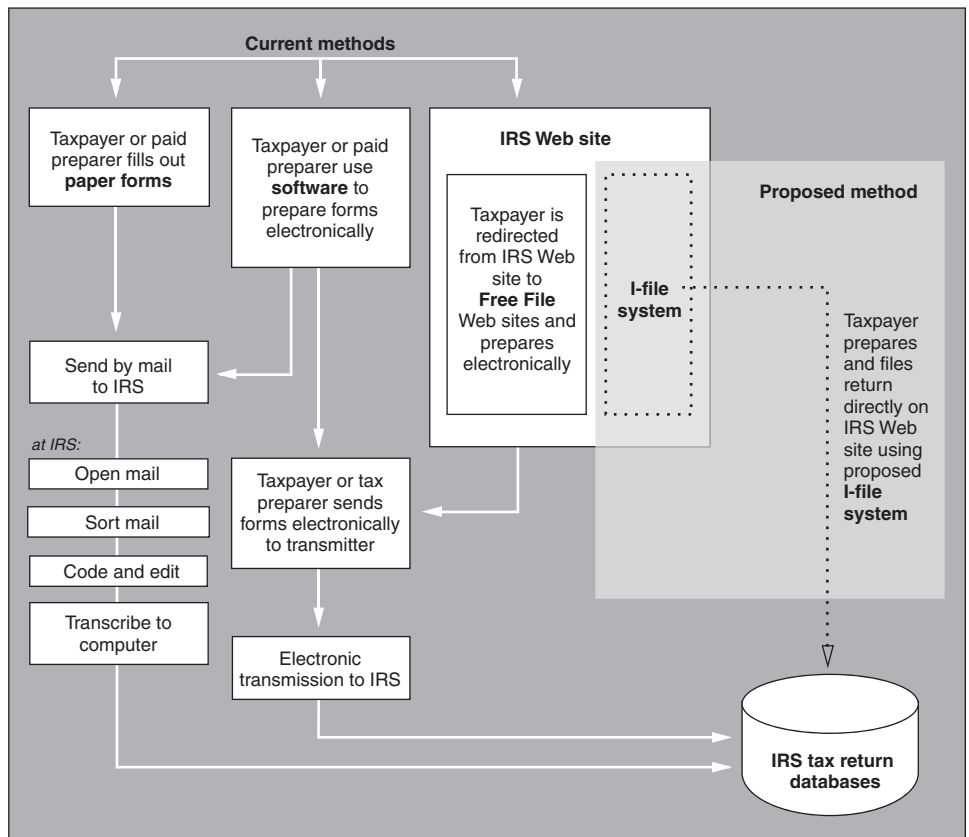 Current methods
Taxpayer or paid
preparer fills out
paper forms
Taxpayer or paid
preparer use
software to
prepare forms
electronically
IRS Web site
Taxpayer is
redirected
from IRS Web
site to
Free File
Web sites and
prepares
electronically
I-file
system
Proposed method
Taxpayer
prepares
and files
return
directly on
IRS Web
site using
proposed
I-file
system
Send by mail
to IRS
at IRS:
Open mail
Sort mail
Code and edit
Transcribe to
computer
Taxpayer or tax
preparer sends
forms electronically
to transmitter
Electronic
transmission to IRS
IRS tax return
databases